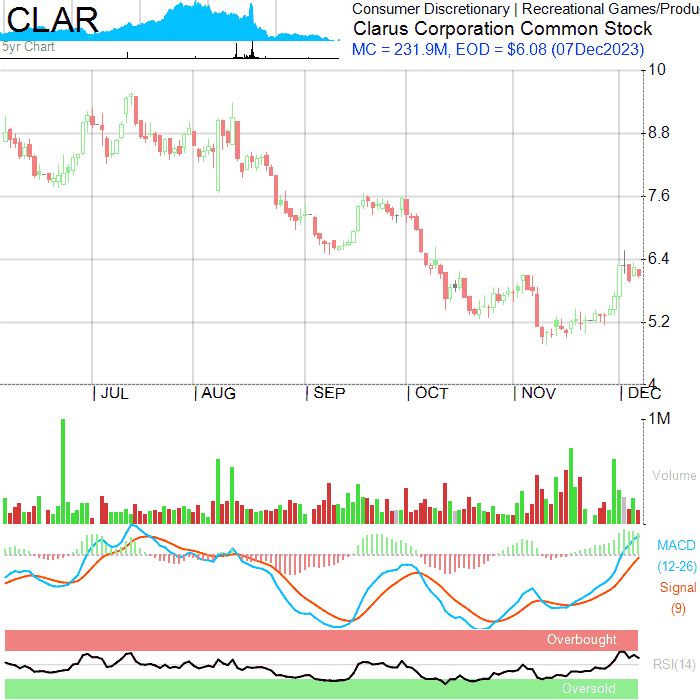 CLAR
Consumer Discretionary | Recreational Games/Produ
Clarus Corporation Common Stock
5yr Chart
MC = 231.9M, EOD = $6.08 (07Dec2023)
10
8.8
7.6
6.4
5.2
4
| JUL | AUG | SEP | OCT | NOV | DEC
1M
Volume
MACD
(12-26)
Signal
(9)
Overbought
RSI(14)
Oversold